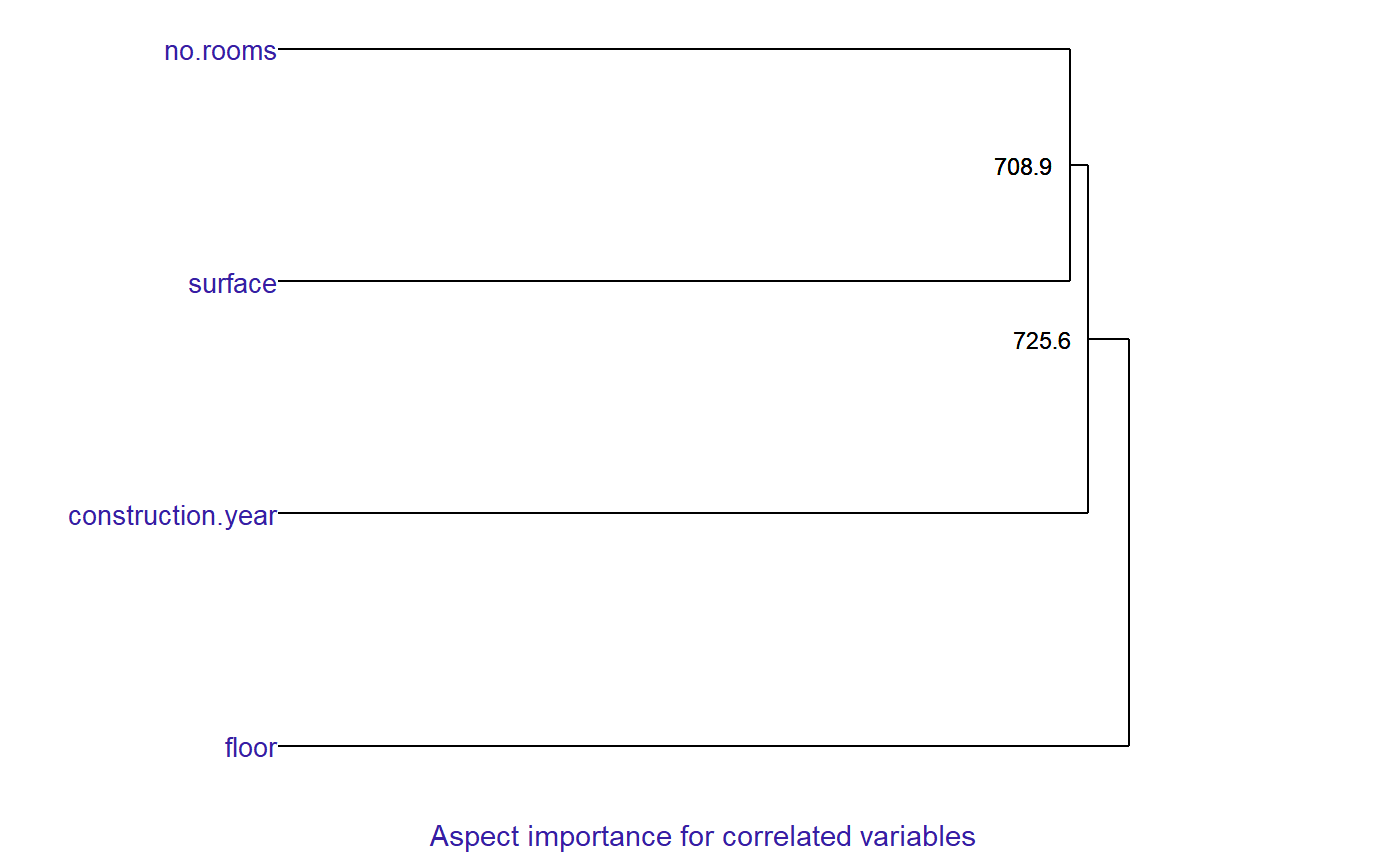 no.rooms
708.9
surface
725.6
construction.year
floor
Aspect importance for correlated variables